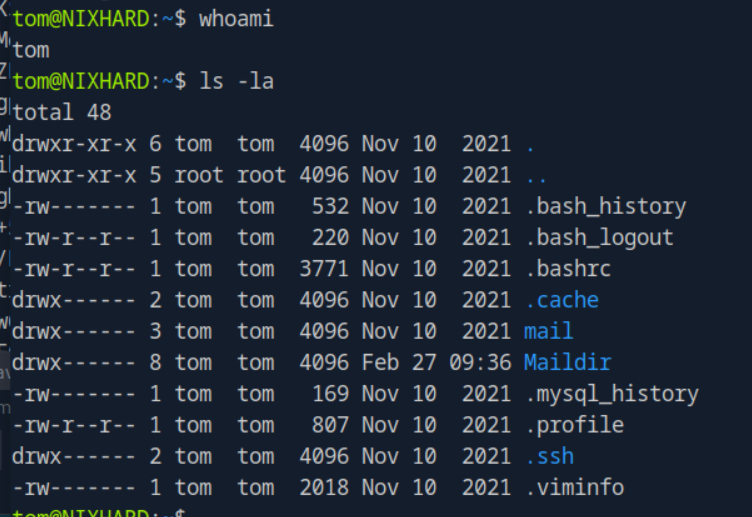 tom@NIXHARD:~$ whoami
tom
tom@NIXHARD:~$ ls -la
total 48
drwxr-xr-x 6 tom  tom  4096 Nov 10  2021 .
drwxr-xr-x 5 root root 4096 Nov 10  2021 ..
-rw------- 1 tom  tom   532 Nov 10  2021 .bash_history
-rw-r--r-- 1 tom  tom   220 Nov 10  2021 .bash_logout
-rw-r--r-- 1 tom  tom  3771 Nov 10  2021 .bashrc
drwx------ 2 tom  tom  4096 Nov 10  2021 .cache
drwx------ 3 tom  tom  4096 Nov 10  2021 mail
drwx------ 8 tom  tom  4096 Feb 27 09:36 Maildir
-rw------- 1 tom  tom   169 Nov 10  2021 .mysql_history
-rw-r--r-- 1 tom  tom   807 Nov 10  2021 .profile
drwx------ 2 tom  tom  4096 Nov 10  2021 .ssh
-rw------- 1 tom  tom  2018 Nov 10  2021 .viminfo
tom@NIXHARD:~$